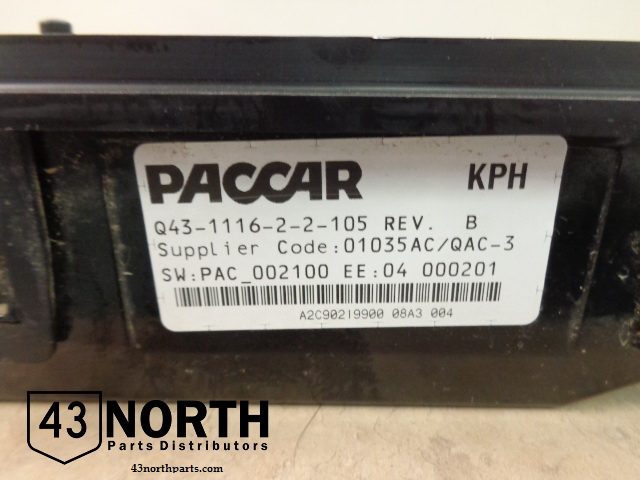 PACCAR KPH
Q43-1116-2-2-105 REV. B
Supplier Code:01035AC/QAC-3
SW:PAC_002100 EE:04 000201
A2C90219900 08A3 004
43 NORTH
Parts Distributors
43northparts.com